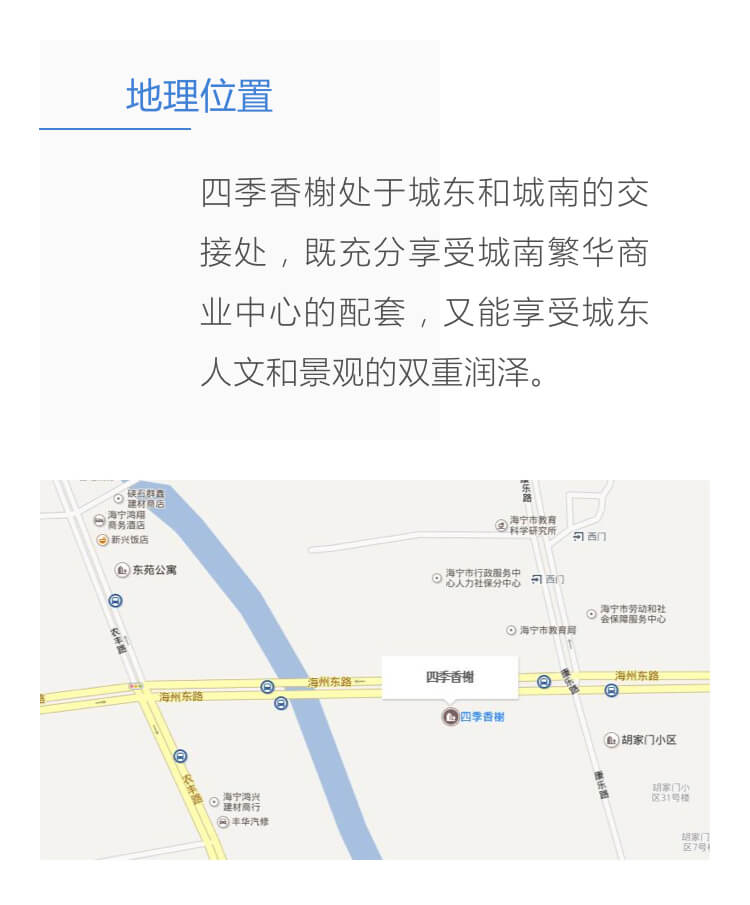 地理位置
四季香榭处于城东和城南的交
接处，既充分享受城南繁华商
业中心的配套，又能享受城东
人文和景观的双重润泽。
硖石群鑫
建材商店
康乐路
海宁鸿翔
商务酒店
海宁市教育
科学研究所
新兴饭店
西门
东苑公寓
海宁市行政服务中
心人力社保分中心
西门
海宁市劳动和社
会保障服务中心
农丰路
海宁市教育局
四季香榭
海州东路
海州东路
康乐路
海州东路
路
四季香榭
胡家门小区
农丰路
康乐路
胡家门小
区31号楼
海宁鸿兴
建材商行
丰华汽修
胡家门
区7号